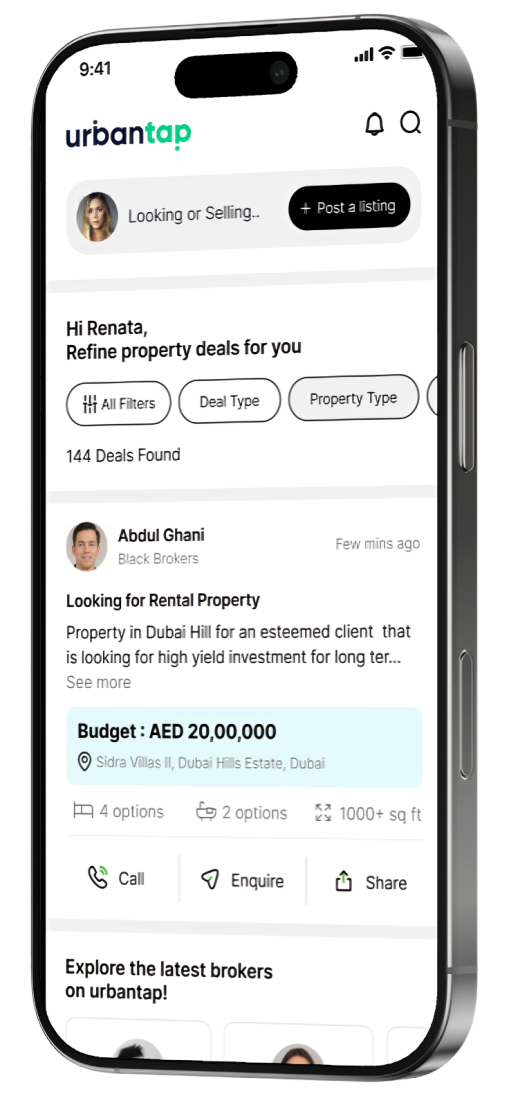 9:41
urbantap
Looking or Selling..
+ Post a listing
Hi Renata,
Refine property deals for you
All Filters
Deal Type
Property Type
144 Deals Found
Abdul Ghani
Black Brokers
Few mins ago
Looking for Rental Property
Property in Dubai Hill for an esteemed client that
is looking for high yield investment for long ter...
See more
Budget : AED 20,00,000
Sidra Villas II, Dubai Hills Estate, Dubai
4 options
2 options
1000+ sq ft
Call
Enquire
Share
Explore the latest brokers
on urbantap!